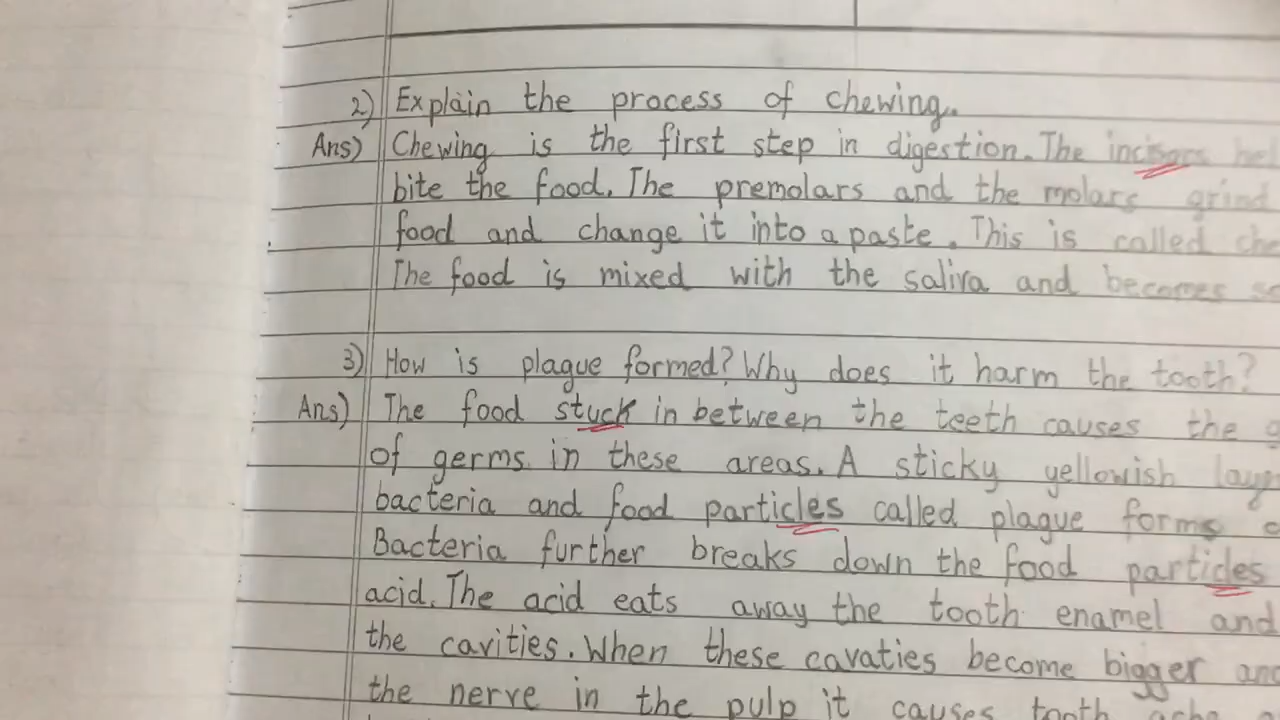 2) Explain the process of chewing.
Ans) Chewing is the first step in digestion. The incisors
bite the food. The premolars and the molars grind
food and change it into a paste. This is called
The food is mixed with the saliva and becomes
3) How is plague formed? Why does it harm the tooth?
Ans) The food stuck in between the teeth causes the
of germs in these areas. A sticky yellowish
bacteria and food particles called plague forms
Bacteria further breaks down the food particles
acid. The acid eats away the tooth enamel and
the cavities. When these cavaties become bigger
the nerve in the pulp it causes tooth ache